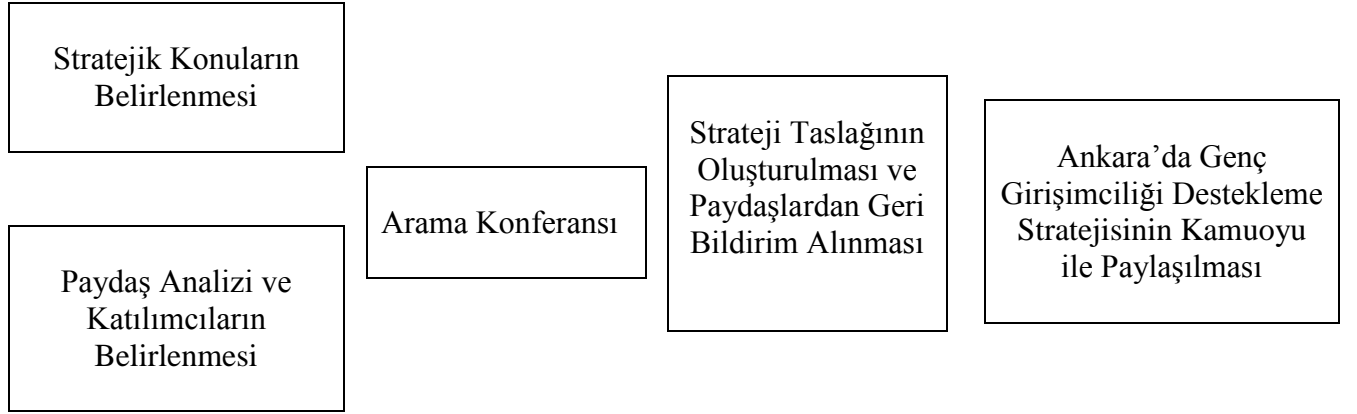 Stratejik Konuların
Belirlenmesi
Paydaş Analizi ve
Katılımcıların
Belirlenmesi
Arama Konferansı
Strateji Taslağının
Oluşturulması ve
Paydaşlardan Geri
Bildirim Alınması
Ankara’da Genç
Girişimciliği Destekleme
Stratejisinin Kamuoyu
ile Paylaşılması